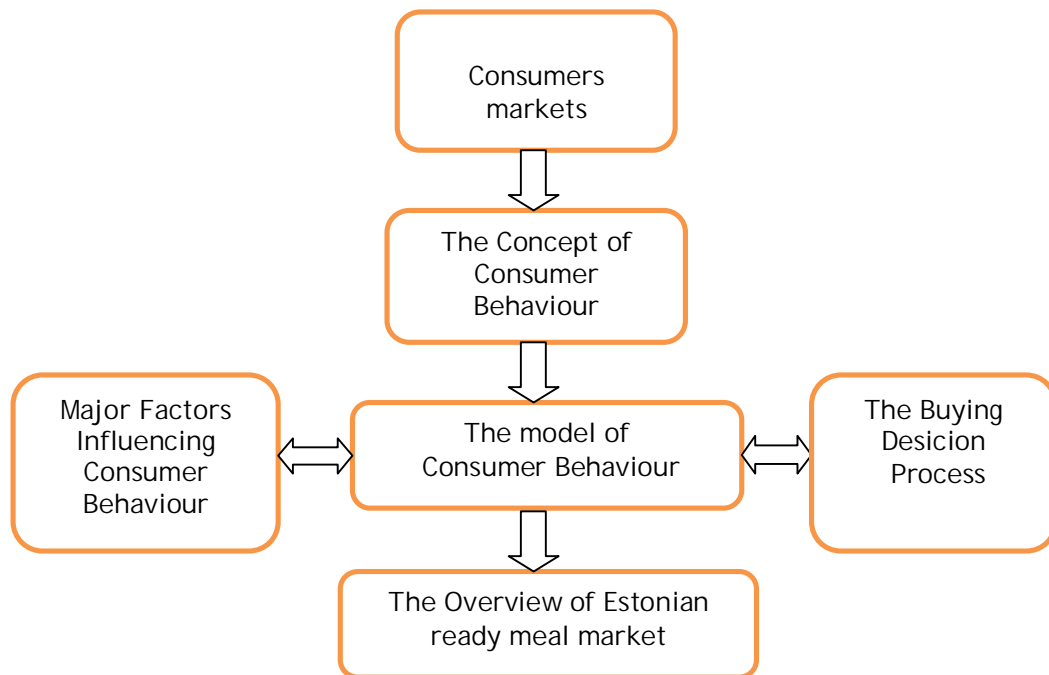 Consumers
markets
The Concept of
Consumer
Behaviour
Major Factors
Influencing
Consumer
Behaviour
The model of
Consumer Behaviour
The Buying
Desicion
Process
The Overview of Estonian
ready meal market